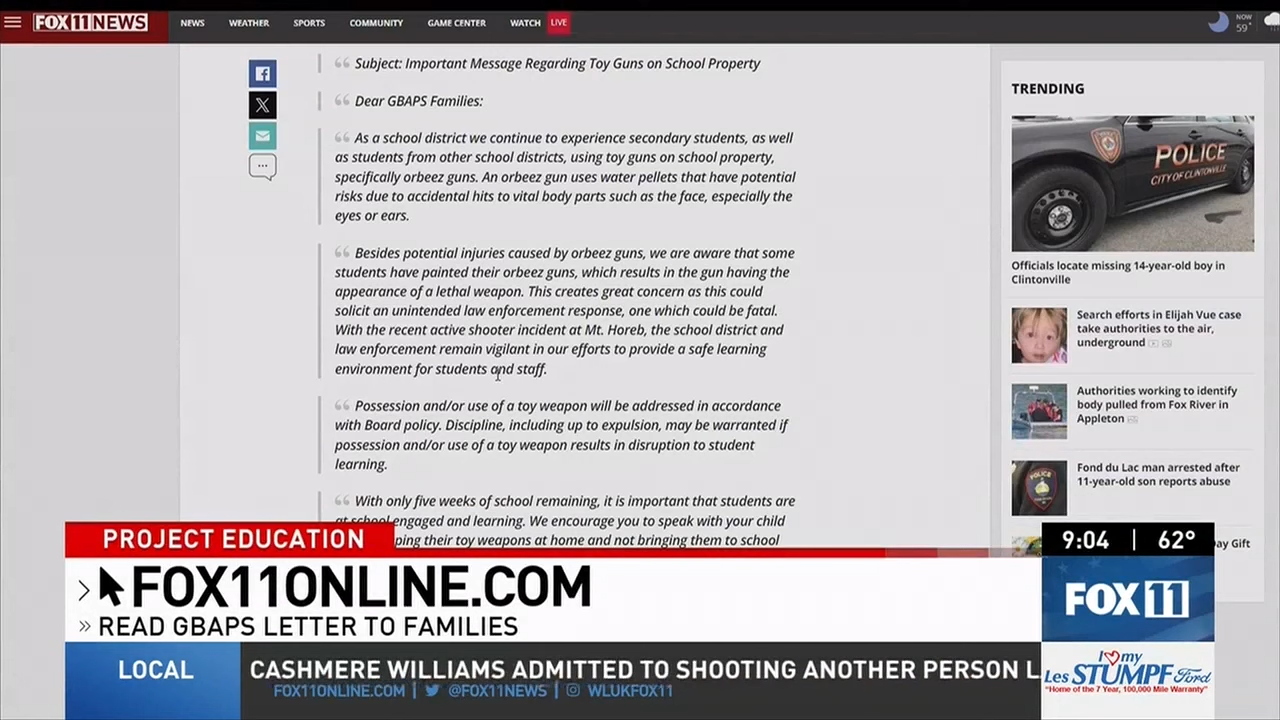 FOX11NEWS
NEWS
WEATHER
SPORTS
COMMUNITY
GAME CENTER
WATCH
LIVE
NOW
59°
Subject: Important Message Regarding Toy Guns on School Property
Dear GBAPS Families:
As a school district we continue to experience secondary students, as well
as students from other school districts, using toy guns on school property,
specifically orbeez guns. An orbeez gun uses water pellets that have potential
risks due to accidental hits to vital body parts such as the face, especially the
eyes or ears.
Besides potential injuries caused by orbeez guns, we are aware that some
students have painted their orbeez guns, which results in the gun having the
appearance of a lethal weapon. This creates great concern as this could
solicit an unintended law enforcement response, one which could be fatal.
With the recent active shooter incident at Mt. Horeb, the school district and
law enforcement remain vigilant in our efforts to provide a safe learning
environment for students and staff.
Possession and/or use of a toy weapon will be addressed in accordance
with Board policy. Discipline, including up to expulsion, may be warranted if
possession and/or use of a toy weapon results in disruption to student
learning.
With only five weeks of school remaining, it is important that students are
at school engaged and learning. We encourage you to speak with your child
ping their toy weapons at home and not bringing them to school
TRENDING
POLICE
CITY OF CLINTONVILLE
Officials locate missing 14-year-old boy in
Clintonville
Search efforts in Elijah Vue case
take authorities to the air,
underground
Authorities working to identify
body pulled from Fox River in
Appleton
Fond du Lac man arrested after
11-year-old son reports abuse
Day Gift
PROJECT EDUCATION
FOX11ONLINE.COM
READ GBAPS LETTER TO FAMILIES
9:04 | 62°
FOX 11
LOCAL
CASHMERE WILLIAMS ADMITTED TO SHOOTING ANOTHER PERSON L
FOX11ONLINE.COM | @FOX11NEWS | WLUKFOX11
I my
Les STUMPF Ford
"Home of the 7 Year, 100,000 Mile Warranty"